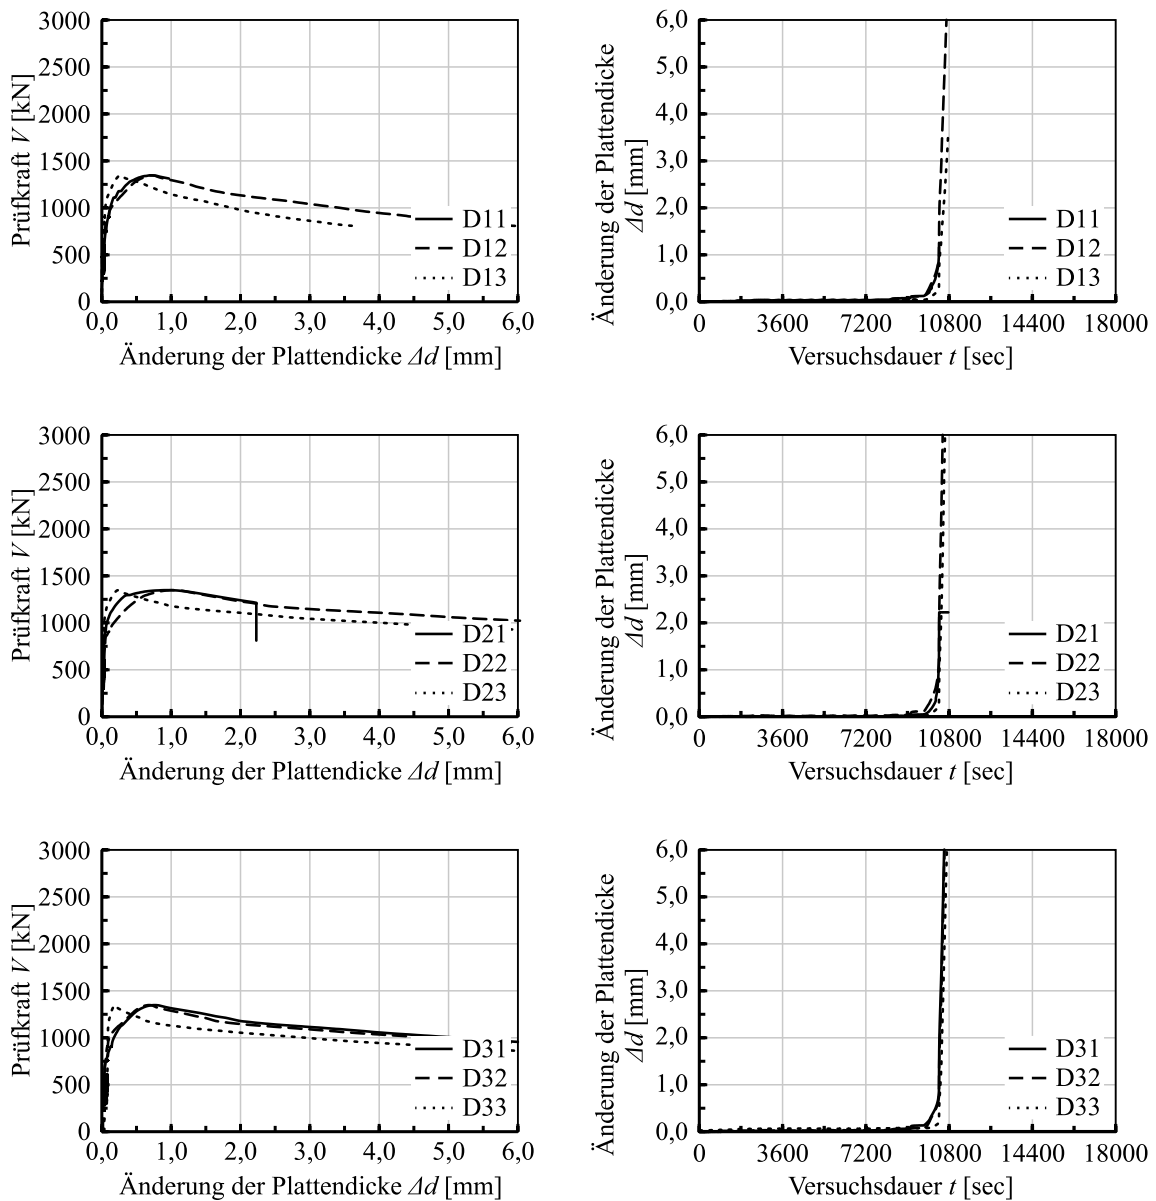 3000
2500
2000
1500
1000
500
0
Prüfkraft V [kN]
D11
D12
D13
0,0 1,0 2,0 3,0 4,0 5,0 6,0
Änderung der Plattendicke Δd [mm]
6,0
5,0
4,0
3,0
2,0
1,0
0,0
Änderung der Plattendicke
Δd [mm]
D11
D12
D13
0 3600 7200 10800 14400 18000
Versuchsdauer t [sec]
3000
2500
2000
1500
1000
500
0
Prüfkraft V [kN]
D21
D22
D23
0,0 1,0 2,0 3,0 4,0 5,0 6,0
Änderung der Plattendicke Δd [mm]
6,0
5,0
4,0
3,0
2,0
1,0
0,0
Änderung der Plattendicke
Δd [mm]
D21
D22
D23
0 3600 7200 10800 14400 18000
Versuchsdauer t [sec]
3000
2500
2000
1500
1000
500
0
Prüfkraft V [kN]
D31
D32
D33
0,0 1,0 2,0 3,0 4,0 5,0 6,0
Änderung der Plattendicke Δd [mm]
6,0
5,0
4,0
3,0
2,0
1,0
0,0
Änderung der Plattendicke
Δd [mm]
D31
D32
D33
0 3600 7200 10800 14400 18000
Versuchsdauer t [sec]